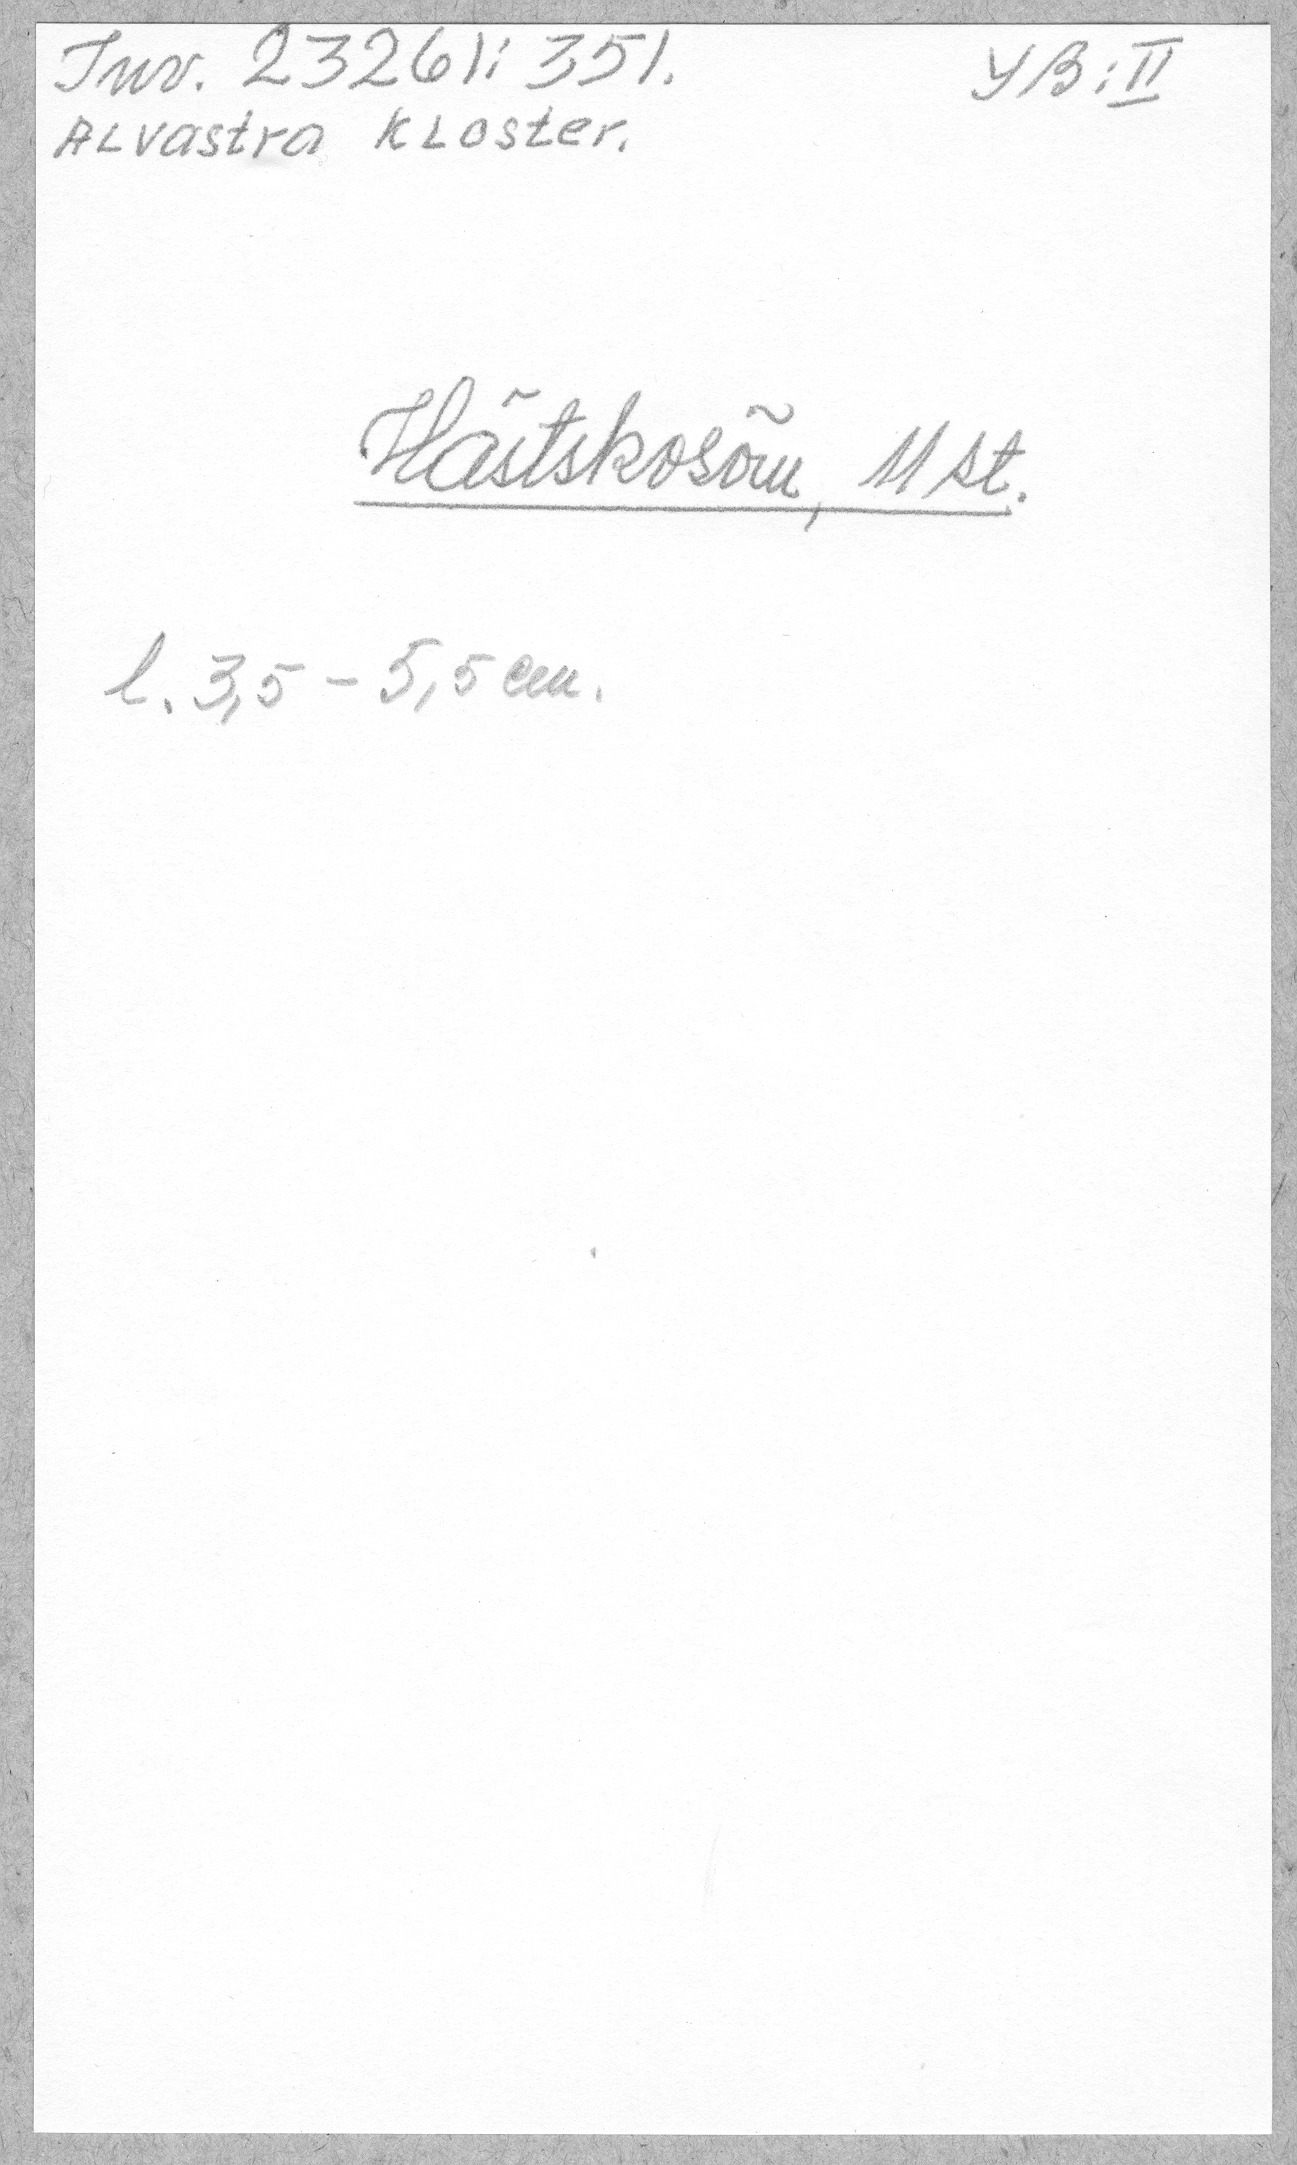 Inv. 23261: 351. YB: II
ALvastra KLoster.
Hästskosöm, 11 st.
l. 3,5 - 5,5 cm.